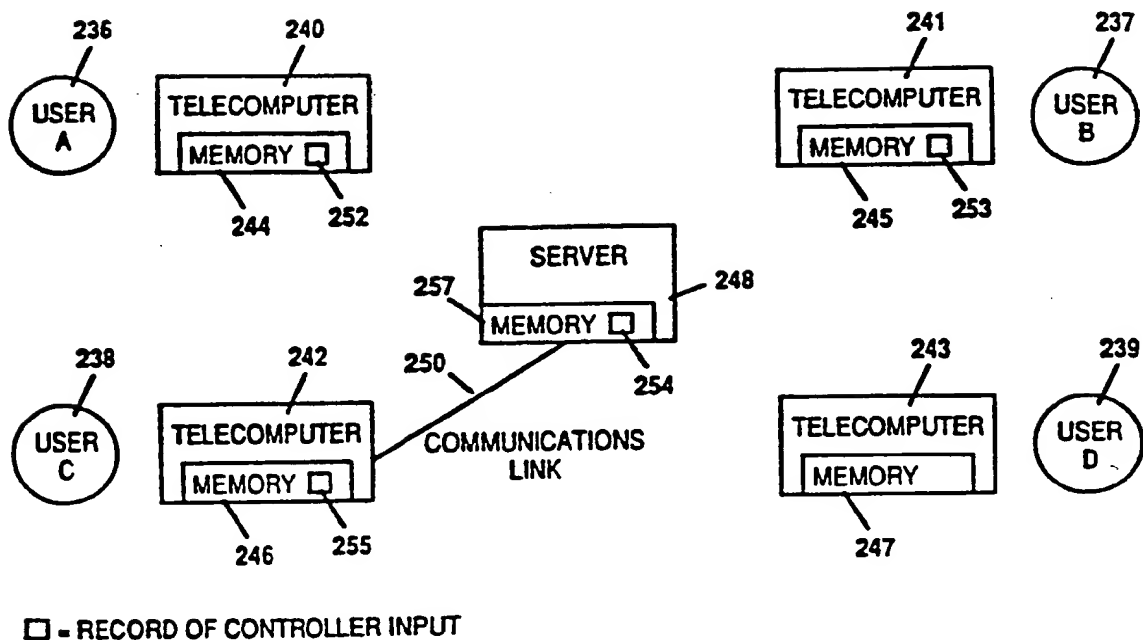 236
240
241
237
USER
A
TELECOMPUTER
MEMORY
244
252
TELECOMPUTER
MEMORY
245
253
USER
B
SERVER
257
248
MEMORY
254
238
242
250
243
239
USER
C
TELECOMPUTER
MEMORY
246
255
COMMUNICATIONS
LINK
TELECOMPUTER
MEMORY
247
USER
D
□ = RECORD OF CONTROLLER INPUT